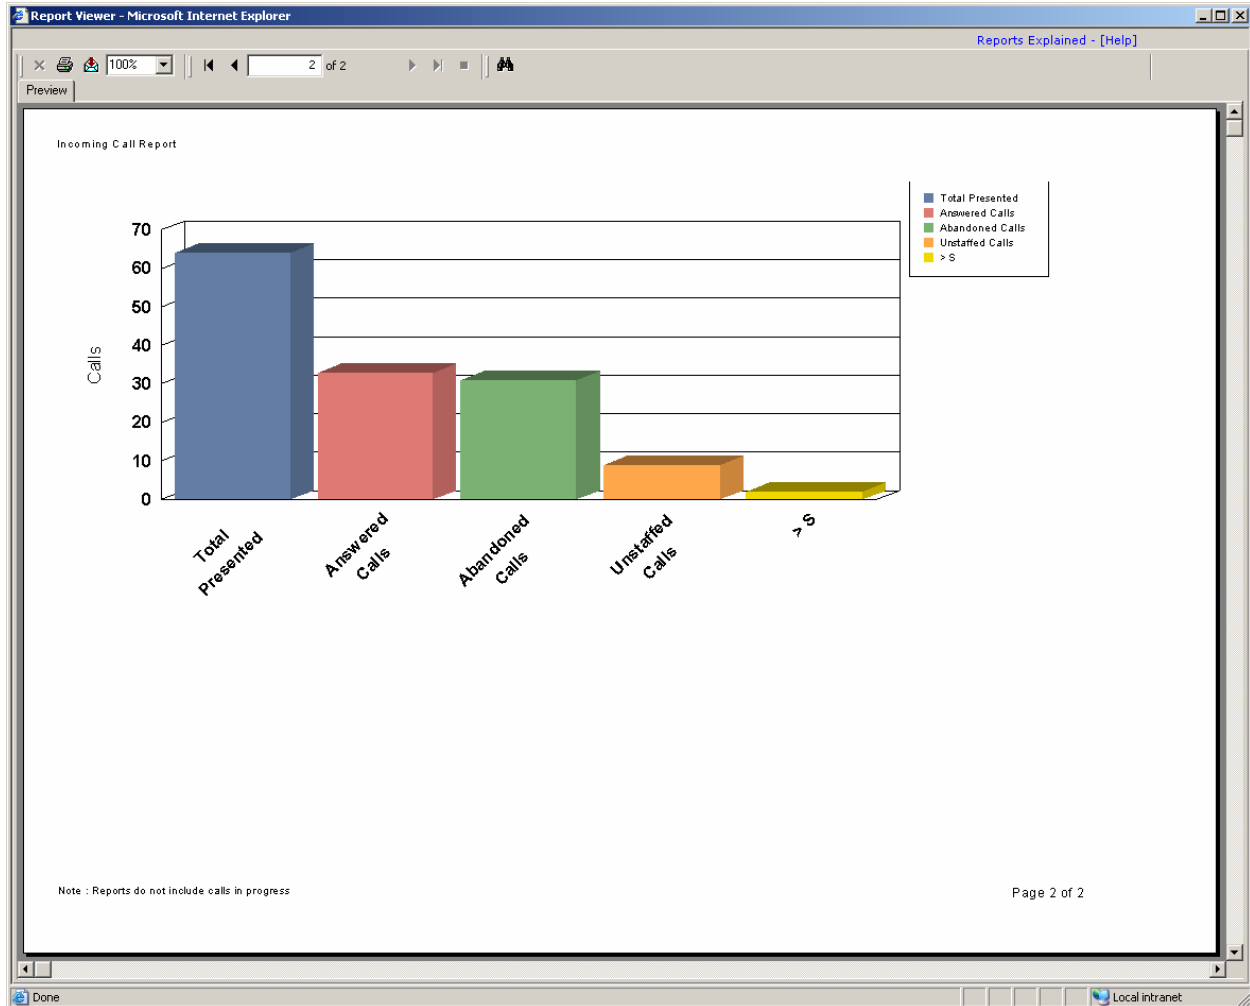 Report Viewer - Microsoft Internet Explorer
Reports Explained - [Help]
100%
2 of 2
Preview
Incoming Call Report
Total Presented
Answered Calls
Abandoned Calls
Unstaffed Calls
> S
70
60
50
40
30
20
10
0
Calls
Total
Presented
Answered
Calls
Abandoned
Calls
Unstaffed
Calls
> S
Note : Reports do not include calls in progress
Page 2 of 2
Done
Local intranet